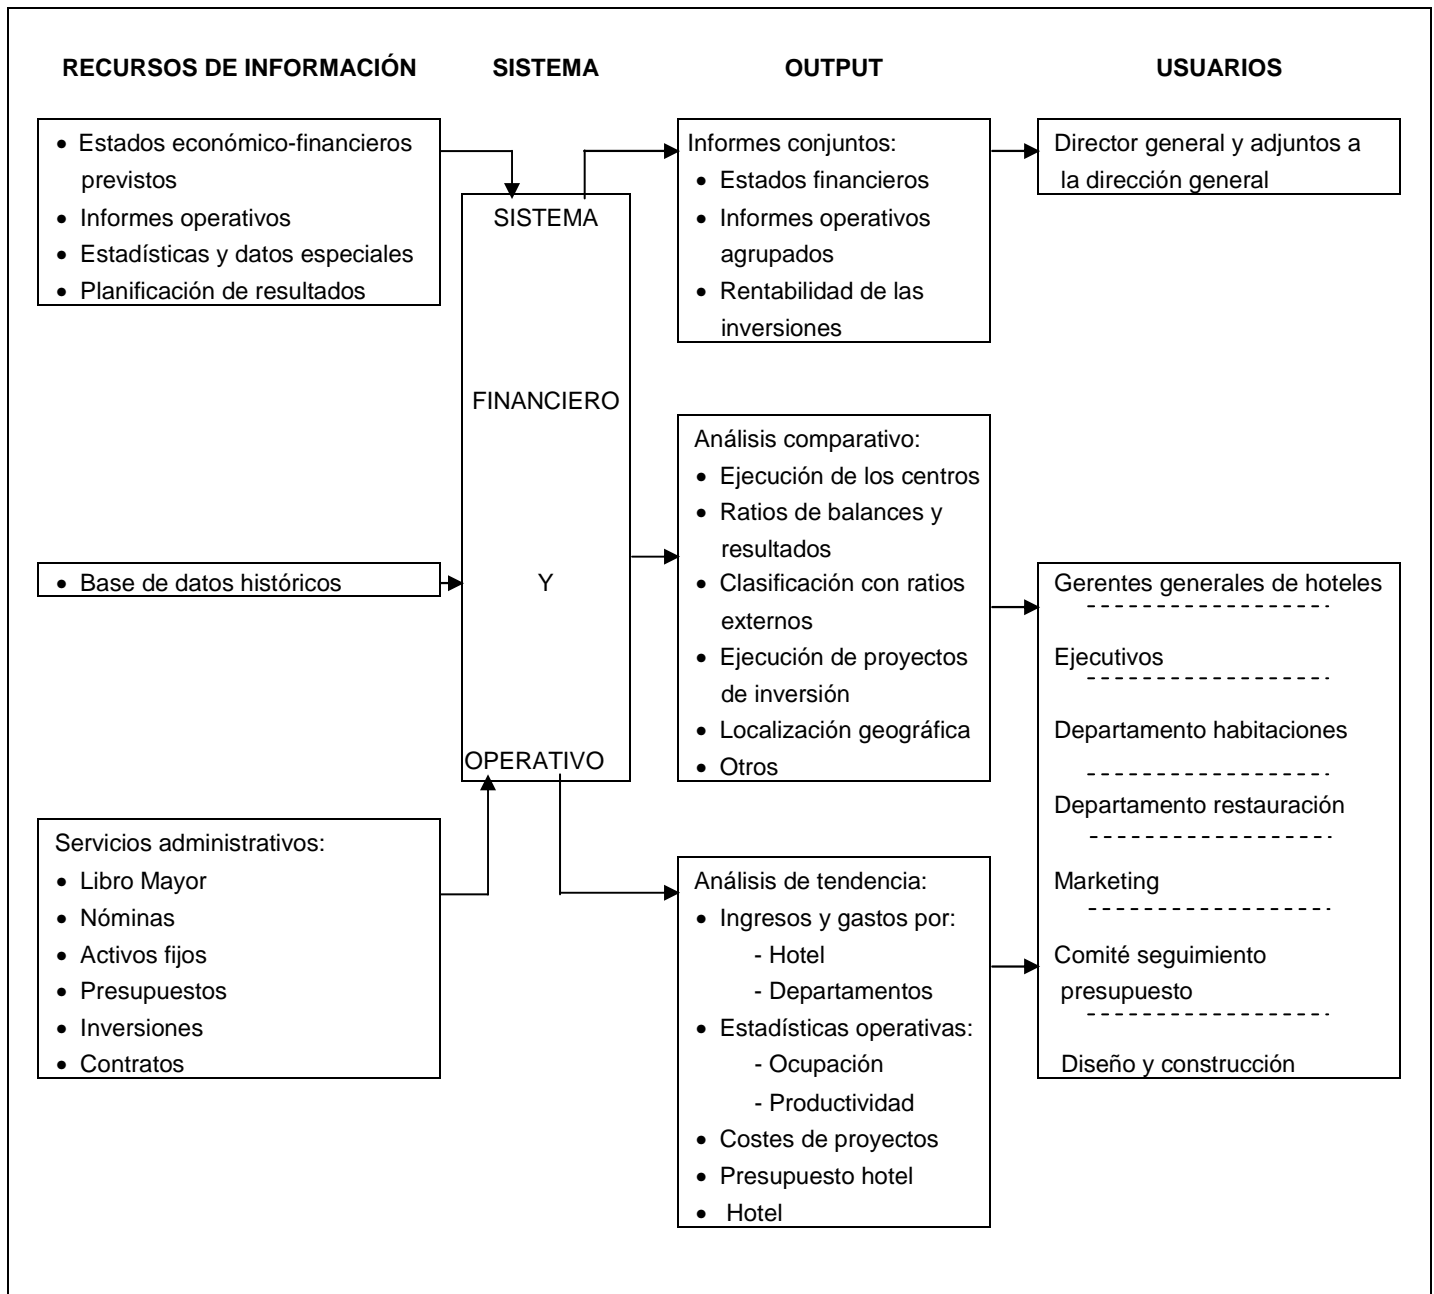 RECURSOS DE INFORMACIÓN
SISTEMA
OUTPUT
USUARIOS
• Estados económico-financieros
previstos
• Informes operativos
• Estadísticas y datos especiales
• Planificación de resultados
• Base de datos históricos
Servicios administrativos:
• Libro Mayor
• Nóminas
• Activos fijos
• Presupuestos
• Inversiones
• Contratos
SISTEMA
FINANCIERO
Y
OPERATIVO
Informes conjuntos:
• Estados financieros
• Informes operativos
agrupados
• Rentabilidad de las
inversiones
Análisis comparativo:
• Ejecución de los centros
• Ratios de balances y
resultados
• Clasificación con ratios
externos
• Ejecución de proyectos
de inversión
• Localización geográfica
• Otros
Análisis de tendencia:
• Ingresos y gastos por:
- Hotel
- Departamentos
• Estadísticas operativas:
- Ocupación
- Productividad
• Costes de proyectos
• Presupuesto hotel
• Hotel
Director general y adjuntos a
la dirección general
Gerentes generales de hoteles
Ejecutivos
Departamento habitaciones
Departamento restauración
Marketing
Comité seguimiento
presupuesto
Diseño y construcción